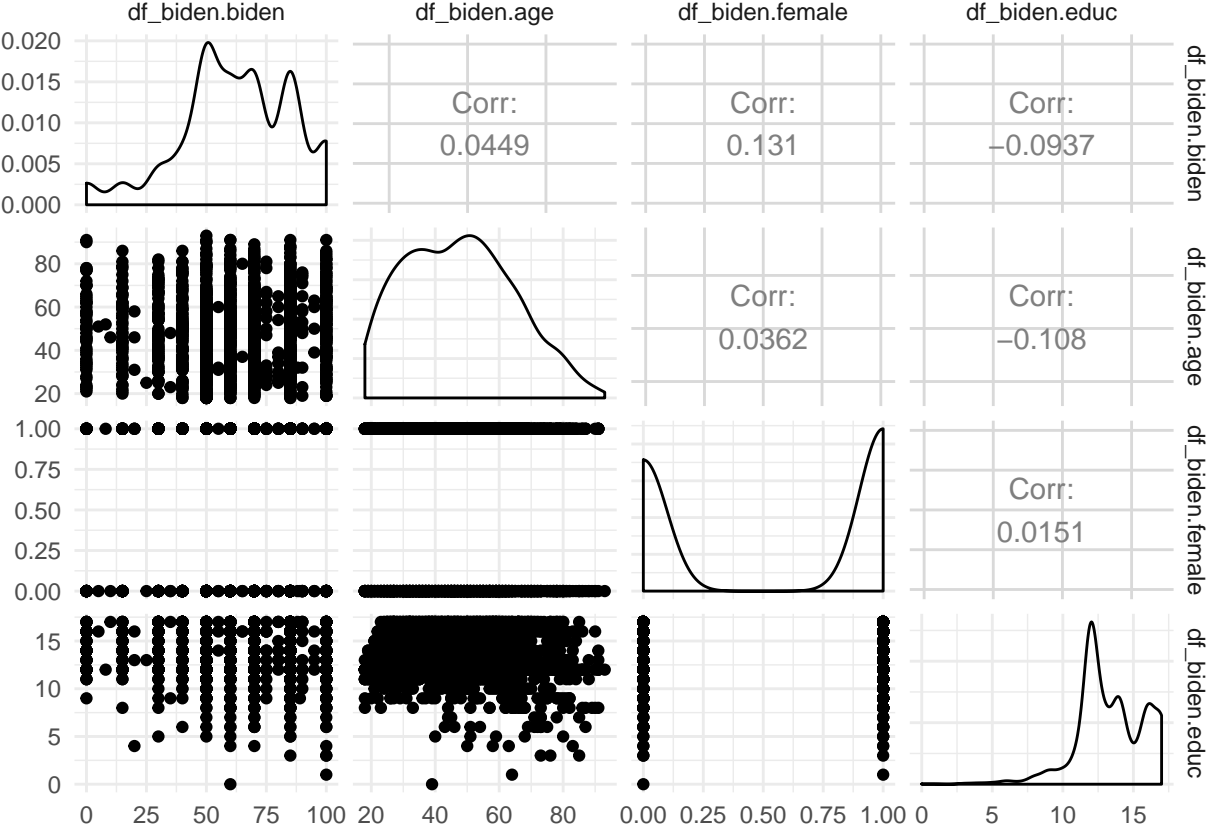 df_biden.biden df_biden.age df_biden.female df_biden.educ
0.020
0.015
0.010
0.005
0.000
Corr:
0.0449
Corr:
0.131
Corr:
−0.0937
df_biden.biden
80
60
40
20
Corr:
0.0362
Corr:
−0.108
df_biden.age
1.00
0.75
0.50
0.25
0.00
Corr:
0.0151
df_biden.female
15
10
5
0
df_biden.educ
0 25 50 75 100 20 40 60 80 0.00 0.25 0.50 0.75 1.00 0 5 10 15